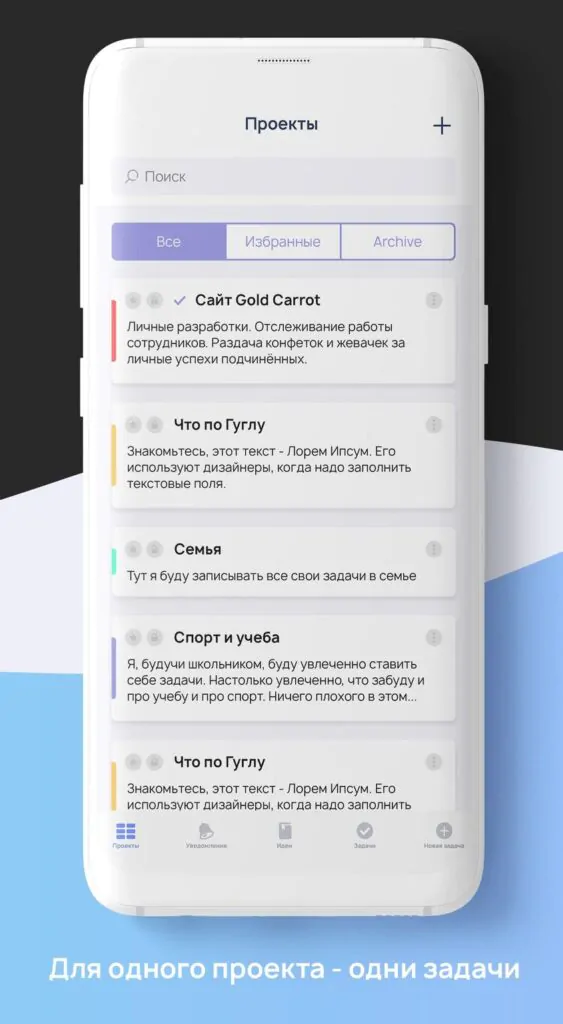 Проекты
Поиск
Все
Избранные
Archive
Сайт Gold Carrot
Личные разработки. Отслеживание работы
сотрудников. Раздача конфеток и жевачек за
личные успехи подчинённых.
Что по Гуглу
Знакомьтесь, этот текст - Лорем Ипсум. Его
используют дизайнеры, когда надо заполнить
текстовые поля.
Семья
Тут я буду записывать все свои задачи в семье
Спорт и учеба
Я, будучи школьником, буду увлеченно ставить
себе задачи. Настолько увлеченно, что забуду и
про учебу и про спорт. Ничего плохого в этом...
Что по Гуглу
Знакомьтесь, этот текст - Лорем Ипсум. Его
используют дизайнеры, когда надо заполнить
Проекты
Уведомления
Идеи
Задачи
Новая задача
Для одного проекта - одни задачи